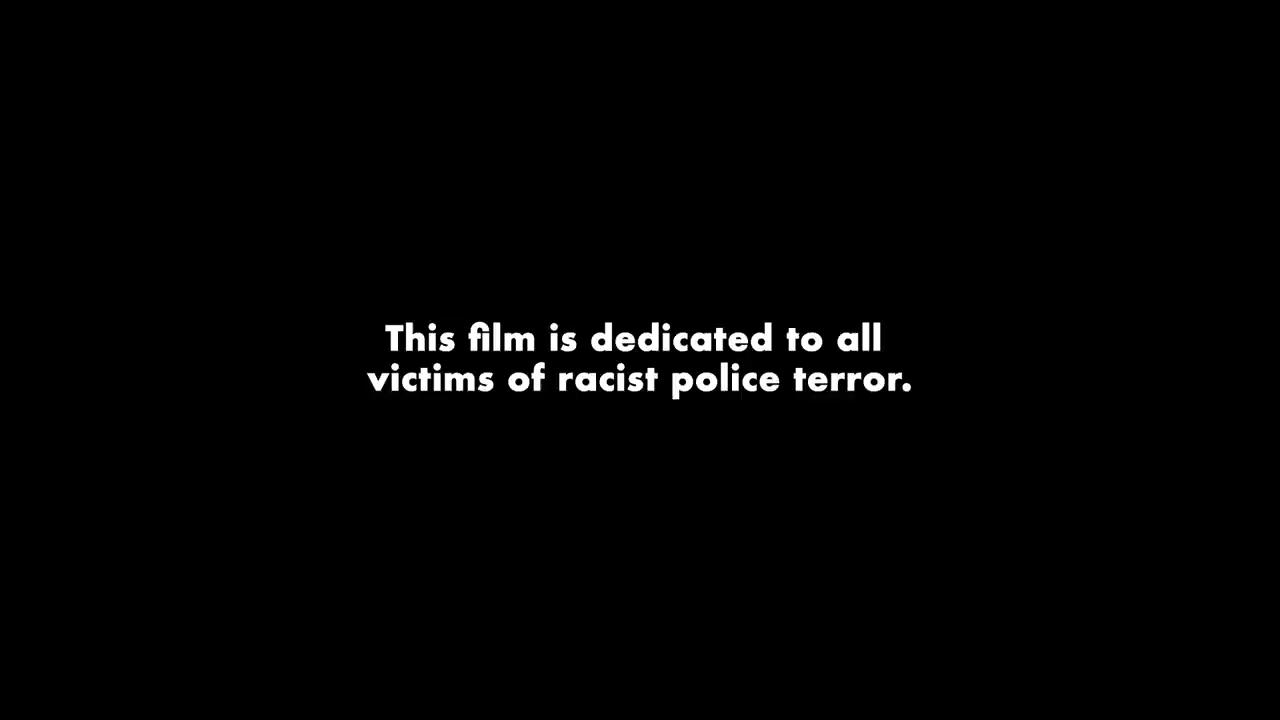 This film is dedicated to all
victims of racist police terror.